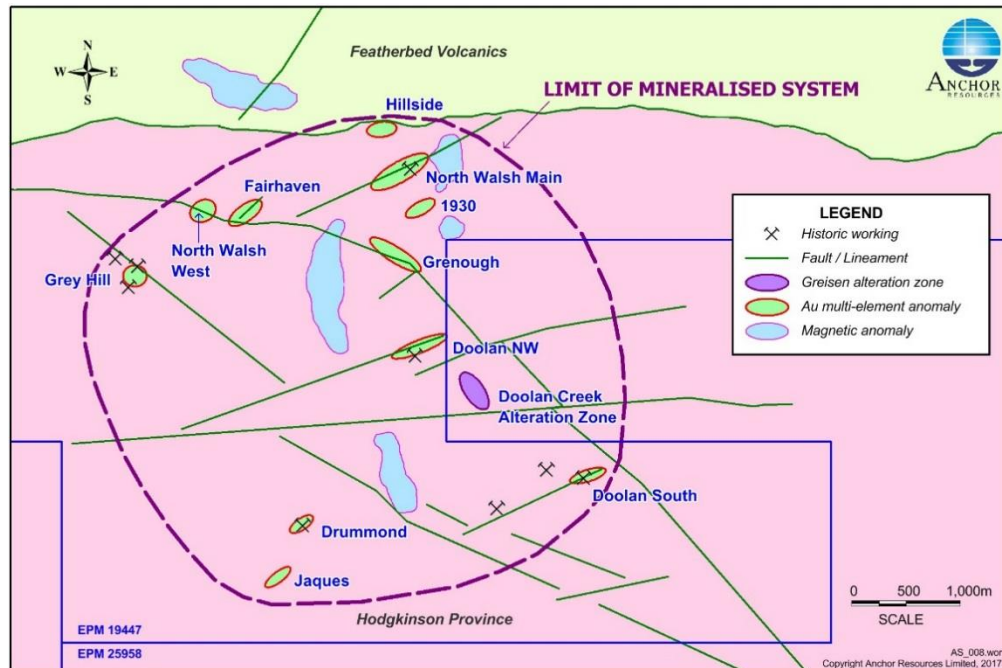 Featherbed Volcanics
N
W E
S
ANCHOR
RESOURCES
LIMIT OF MINERALISED SYSTEM
Hillside
North Walsh Main
Fairhaven
1930
North Walsh
West
Grenough
Grey Hill
LEGEND
Historic working
Fault / Lineament
Greisen alteration zone
Au multi-element anomaly
Magnetic anomaly
Doolan NW
Doolan Creek
Alteration Zone
Doolan South
Drummond
Jaques
0 500 1,000m
SCALE
Hodgkinson Province
EPM 19447
EPM 25958
AS_008.wor
Copyright Anchor Resources Limited, 2017